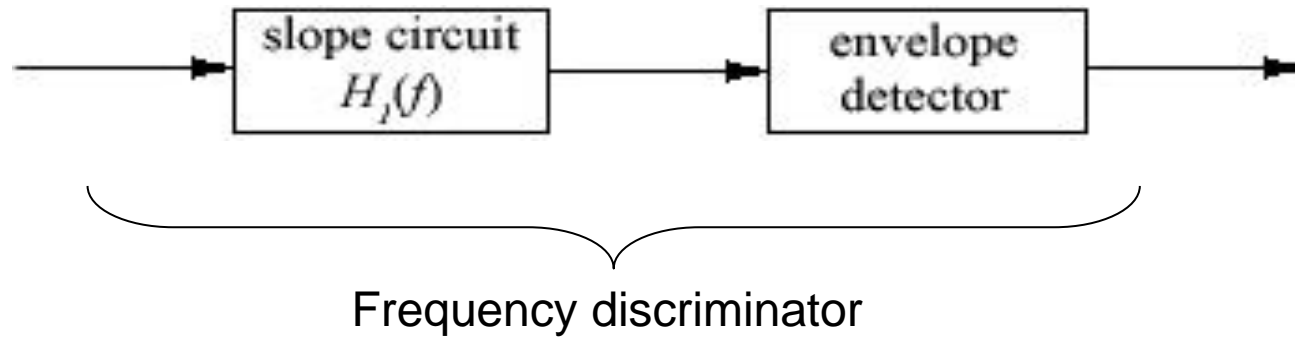 slope circuit
H₁(f)
envelope
detector
Frequency discriminator